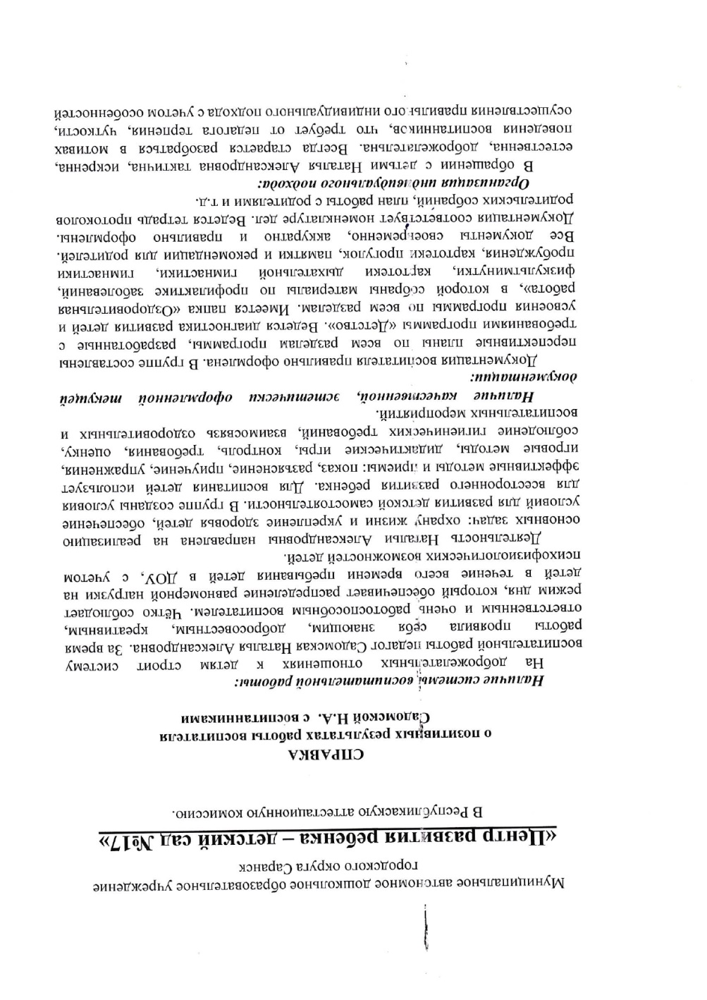 Муниципальное автономное дошкольное образовательное учреждение
городского округа Саранск
«Центр развития ребенка – детский сад №17»
В Республикаскую аттестационную комиссию.
СПРАВКА
о позитивных результатах работы воспитателя
Садомской Н.А. с воспитанниками
Наличие системы воспитательной работы:
На доброжелательных отношениях к детям строит систему
воспитательной работы педагог Садомская Наталья Александровна. За время
работы проявила себя знающим, добросовестным, креативным,
ответственным и очень работоспособным воспитателем. Чётко соблюдает
режим дня, который обеспечивает распределение равномерной нагрузки на
детей в течение всего времени пребывания детей в ДОУ, с учетом
психофизиологических возможностей детей.
Деятельность Натальи Александровны направлена на реализацию
основных задач: охрану жизни и укрепление здоровья детей, обеспечение
условий для развития детской самостоятельности. В группе созданы условия
для всестороннего развития ребенка. Для воспитания детей использует
эффективные методы и приемы: показ, разъяснение, приучение, упражнения,
игровые методы, дидактические игры, контроль, требования, оценку,
соблюдение гигиенических требований, взаимосвязь оздоровительных и
воспитательных мероприятий.
Наличие качественной, эстетически оформленной текущей
документации:
Документация воспитателя правильно оформлена. В группе составлены
перспективные планы по всем разделам программы, разработанные с
требованиями программы «Детство». Ведется диагностика развития детей и
усвоения программы по всем разделам. Имеется папка «Оздоровительная
работа», в которой собраны материалы по профилактике заболеваний,
физкультминутки, картотеки дыхательной гимнастики, гимнастики
пробуждения, картотеки прогулок, памятки и рекомендации для родителей.
Все документы своевременно, аккуратно и правильно оформлены.
Документация соответствует номенклатуре дел. Ведется тетрадь протоколов
родительских собраний, план работы с родителями и т.д.
Организация индивидуального подхода:
В обращении с детьми Наталья Александровна тактична, искренна,
естественна, доброжелательна. Всегда старается разобраться в мотивах
поведения воспитанников, что требует от педагога терпения, чуткости,
осуществления правильного индивидуального подхода с учетом особенностей